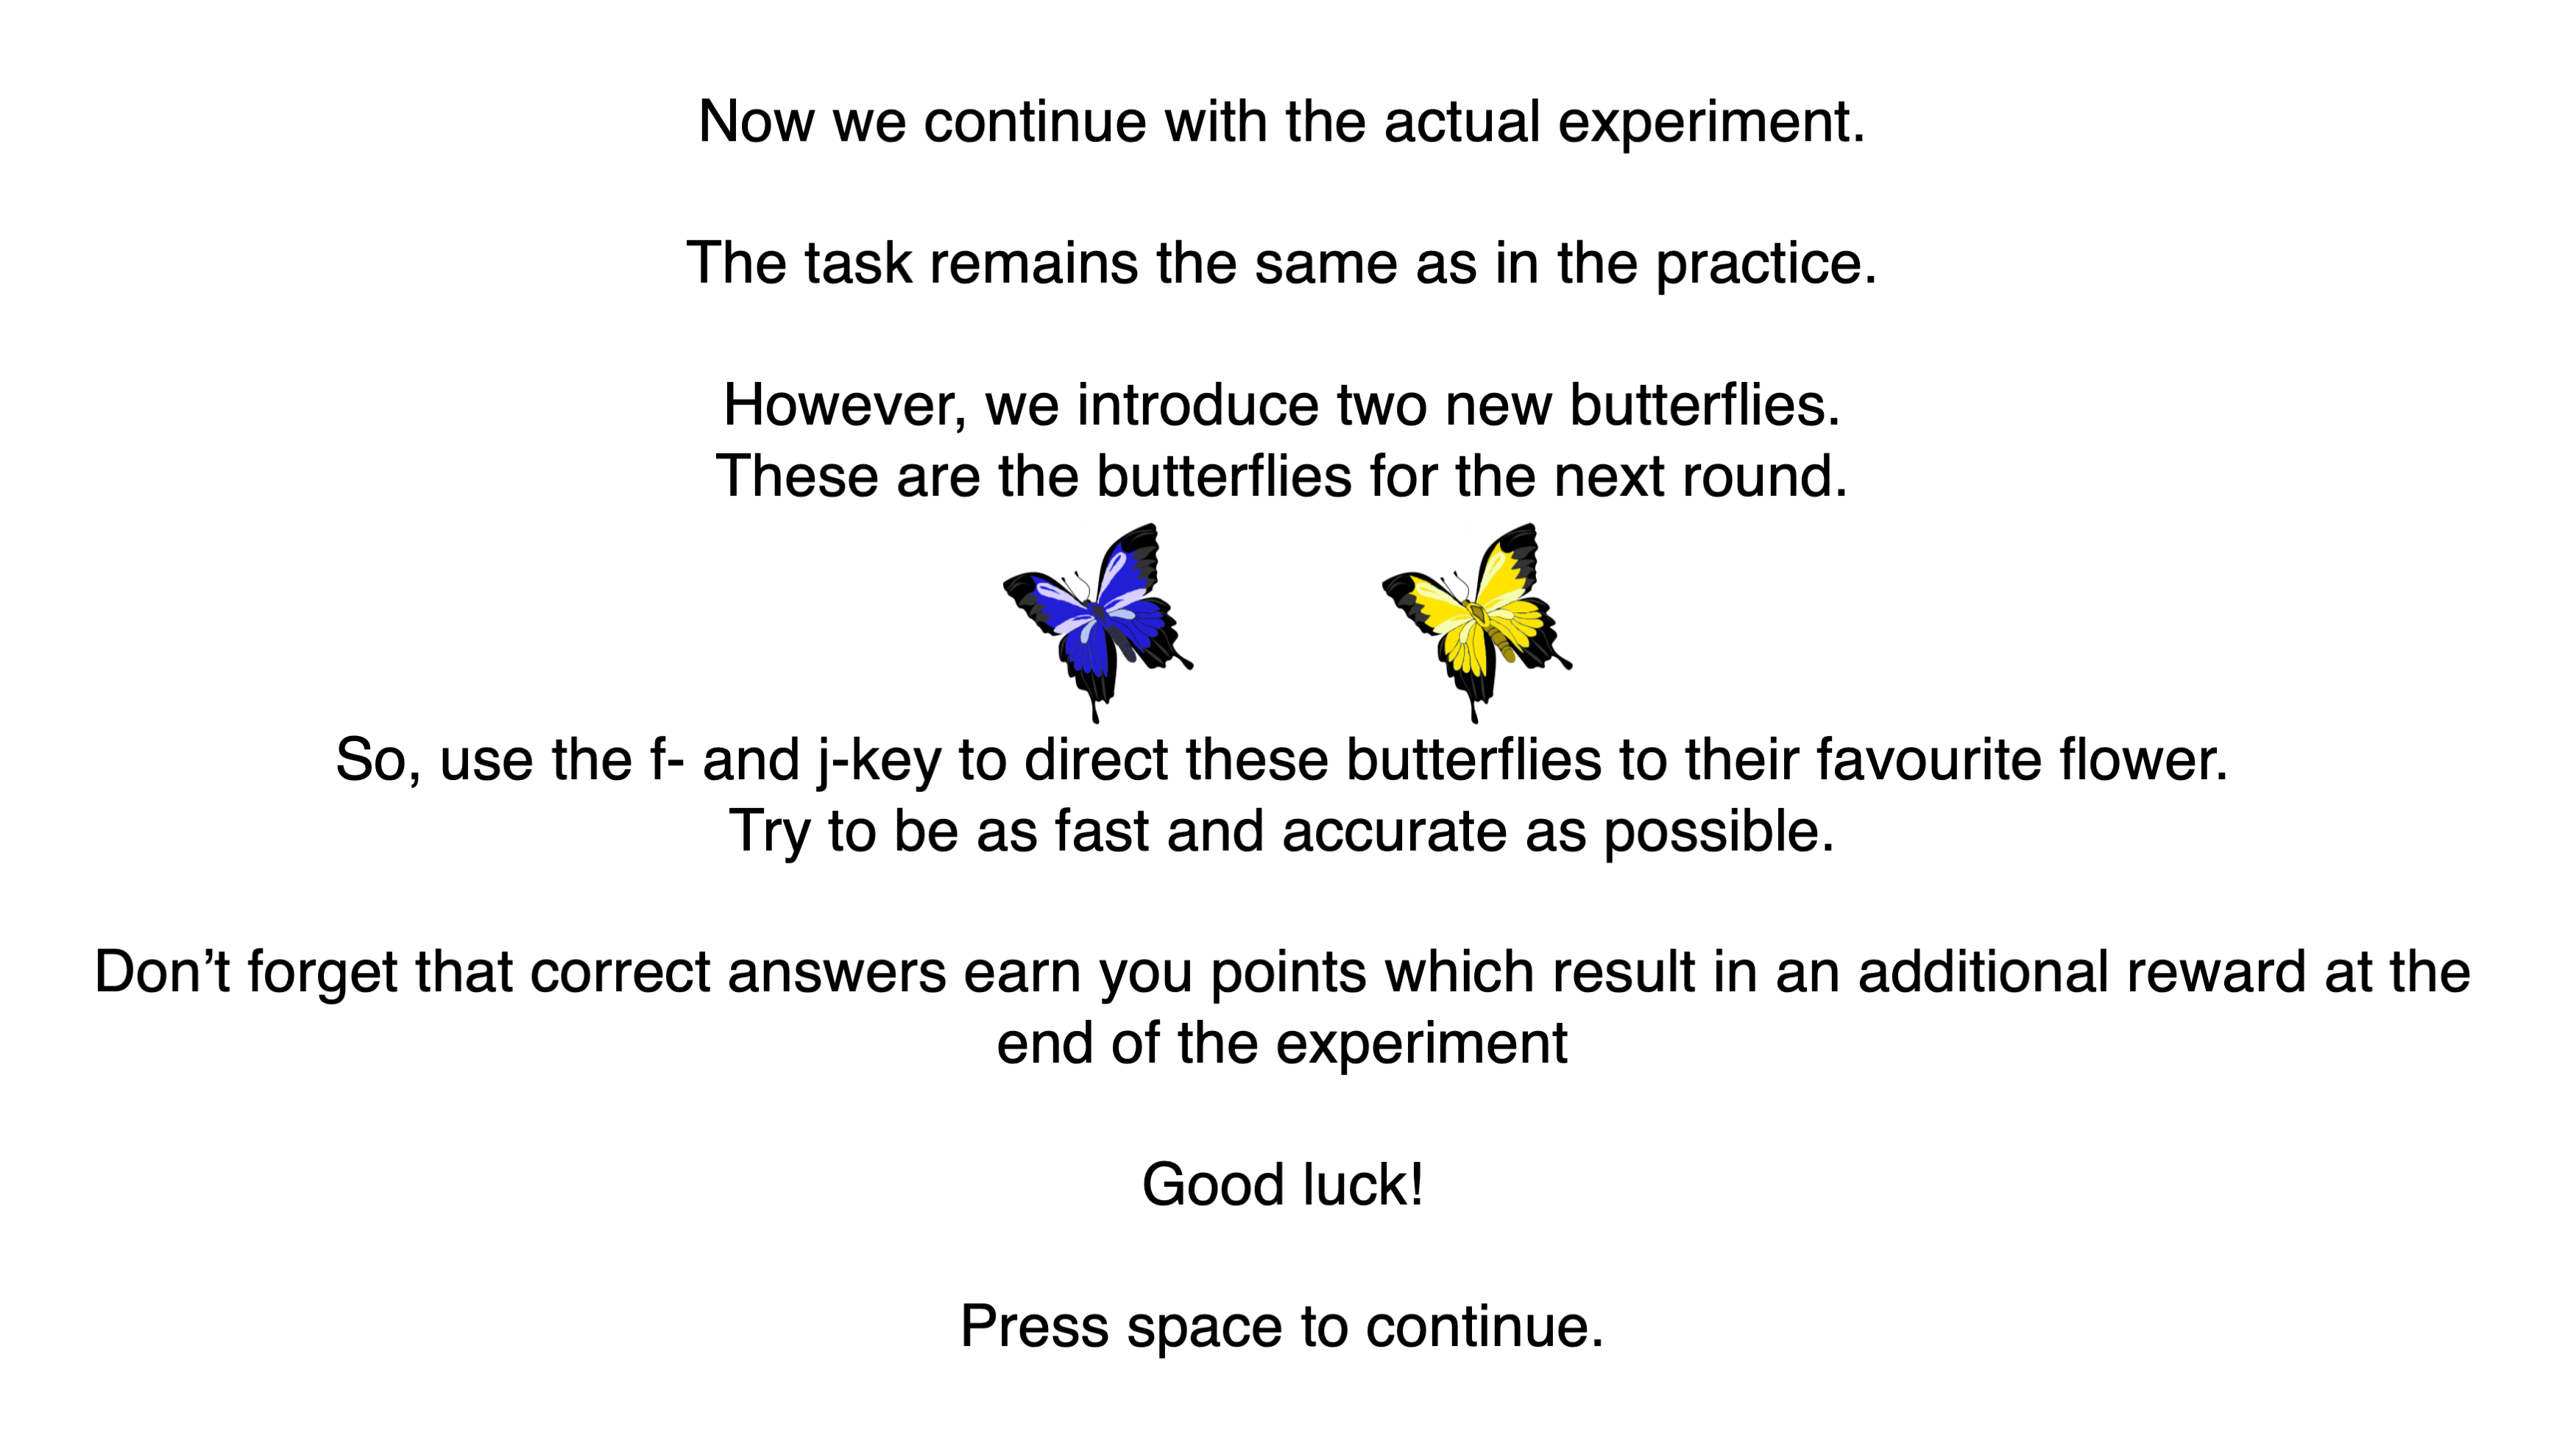 Now we continue with the actual experiment.
The task remains the same as in the practice.
However, we introduce two new butterflies.
These are the butterflies for the next round.
So, use the f- and j-key to direct these butterflies to their favourite flower.
Try to be as fast and accurate as possible.
Don’t forget that correct answers earn you points which result in an additional reward at the
end of the experiment
Good luck!
Press space to continue.